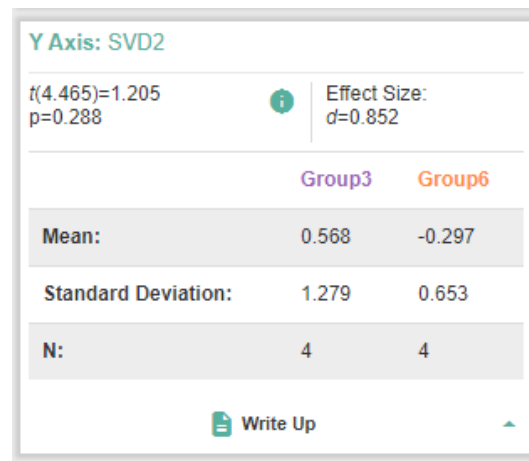 Y Axis: SVD2
t(4.465)=1.205
p=0.288
Effect Size:
d=0.852
Group3 Group6
Mean: 0.568 -0.297
Standard Deviation: 1.279 0.653
N: 4 4
Write Up